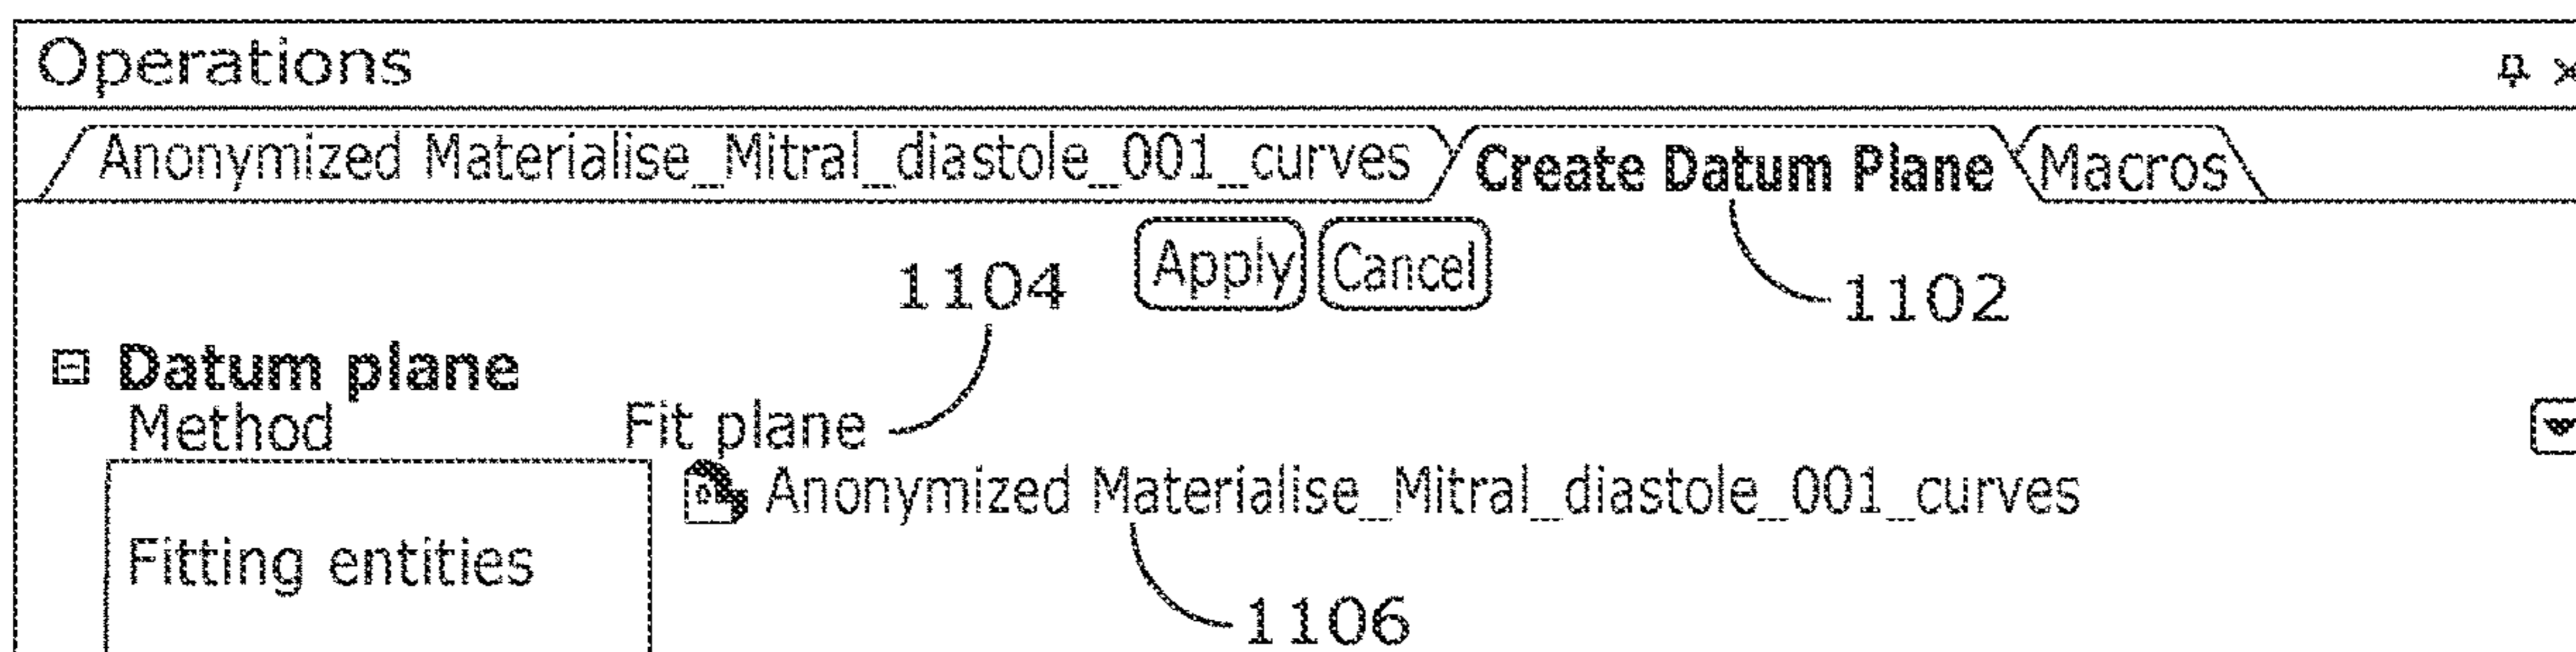 Operations
Anonymized Materialise_Mitral_diastole_001_curves Create Datum Plane Macros
Apply Cancel
1104 1102
Datum plane
Method Fit plane
Anonymized Materialise_Mitral_diastole_001_curves
Fitting entities
1106